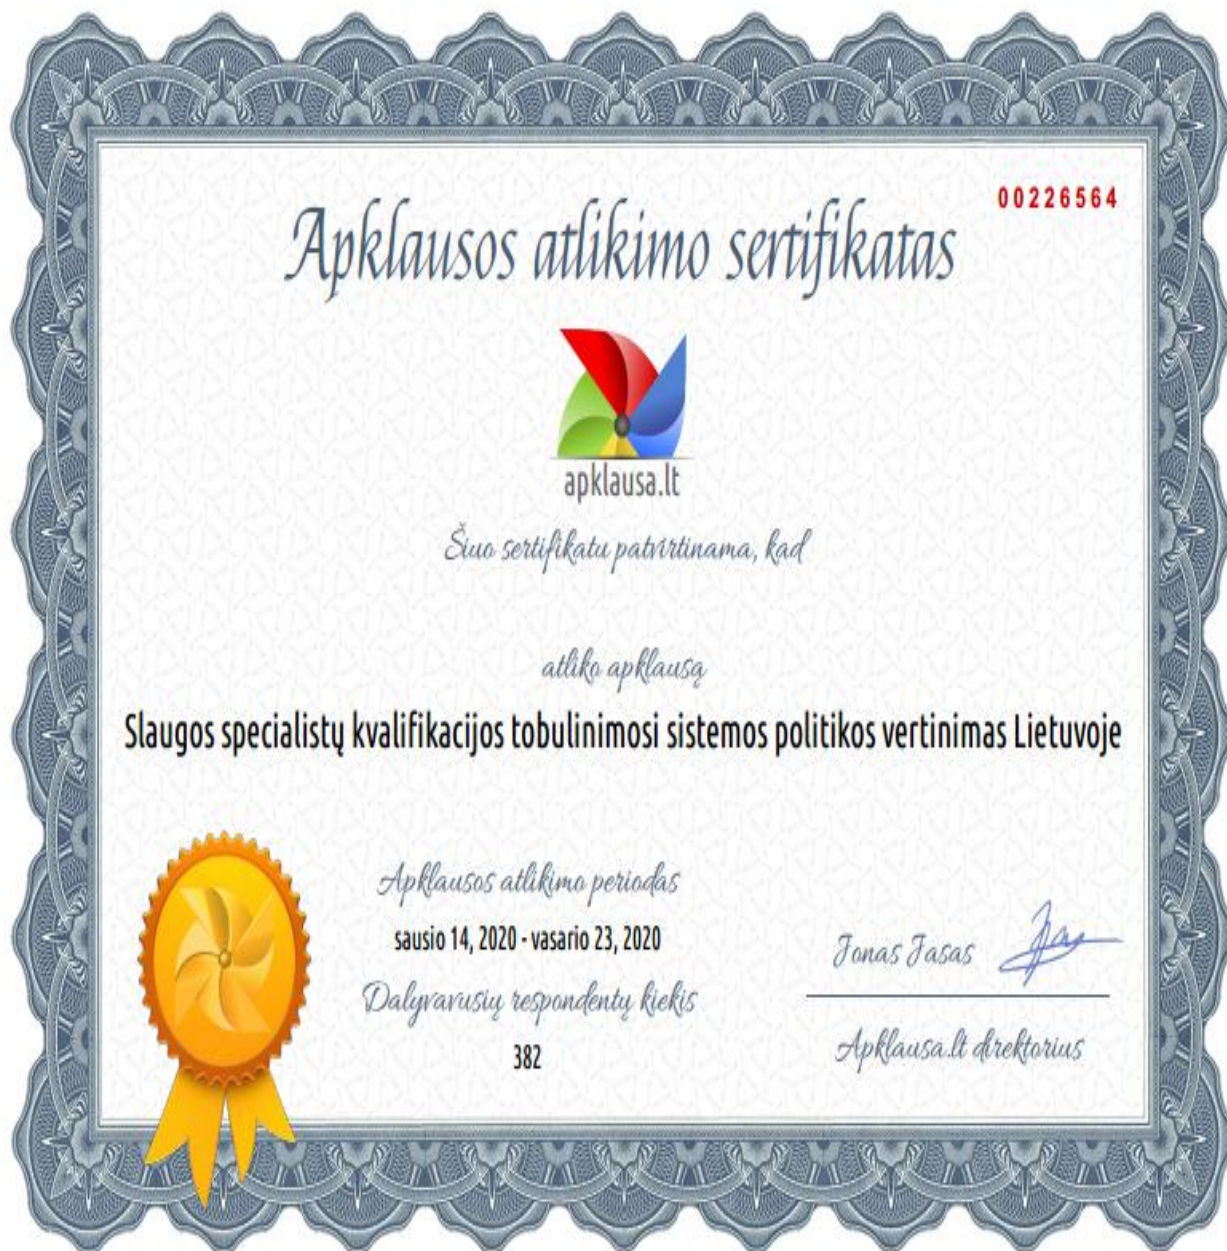 00226564
Apklausos atlikimo sertifikatas
apklausa.lt
Šiuo sertifikatu patvirtinama, kad
atliko apklausą
Slaugos specialistų kvalifikacijos tobulinimosi sistemos politikos vertinimas Lietuvoje
Apklausos atlikimo periodas
sausio 14, 2020 - vasario 23, 2020
Dalyvavusių respondentų kiekis
382
Jonas Jasas
Apklausa.lt direktorius